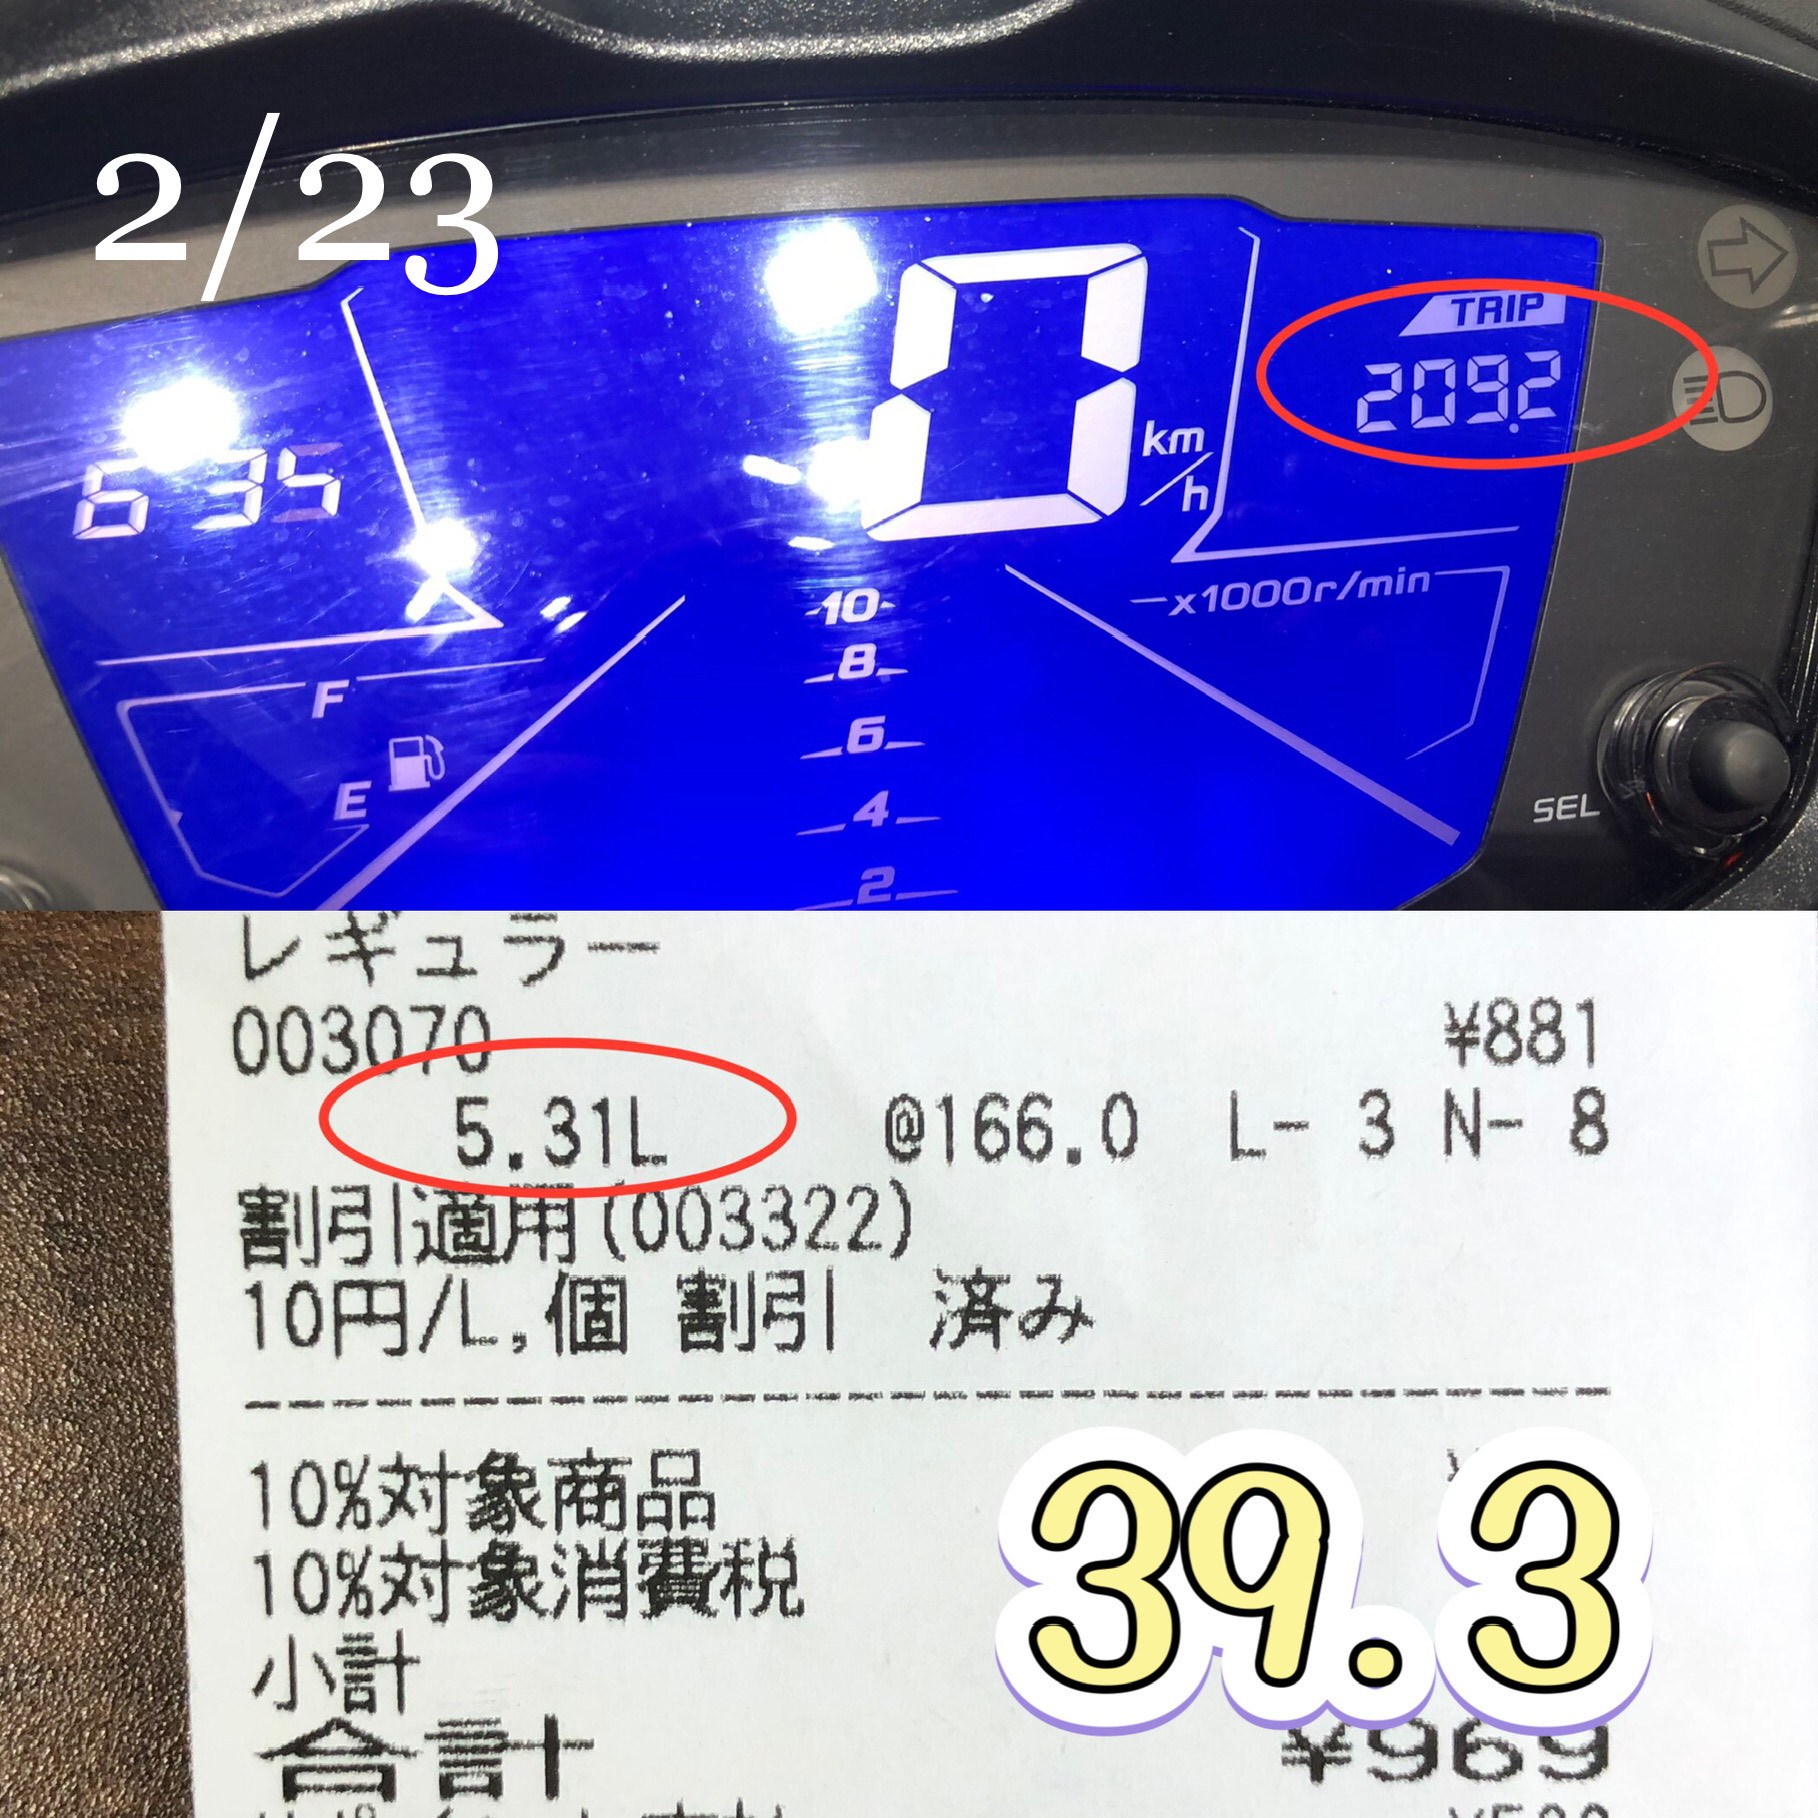 2/23
TRIP
209.2
0
km/h
6 35
x1000r/min
10
8
F
6
E
4
SEL
2
レギュラー
003070 ¥881
5.31L @166.0 L- 3 N- 8
割引適用(003322)
10円/L,個 割引 済み
10%対象商品
10%対象消費税
39.3
小計
合計 ¥969